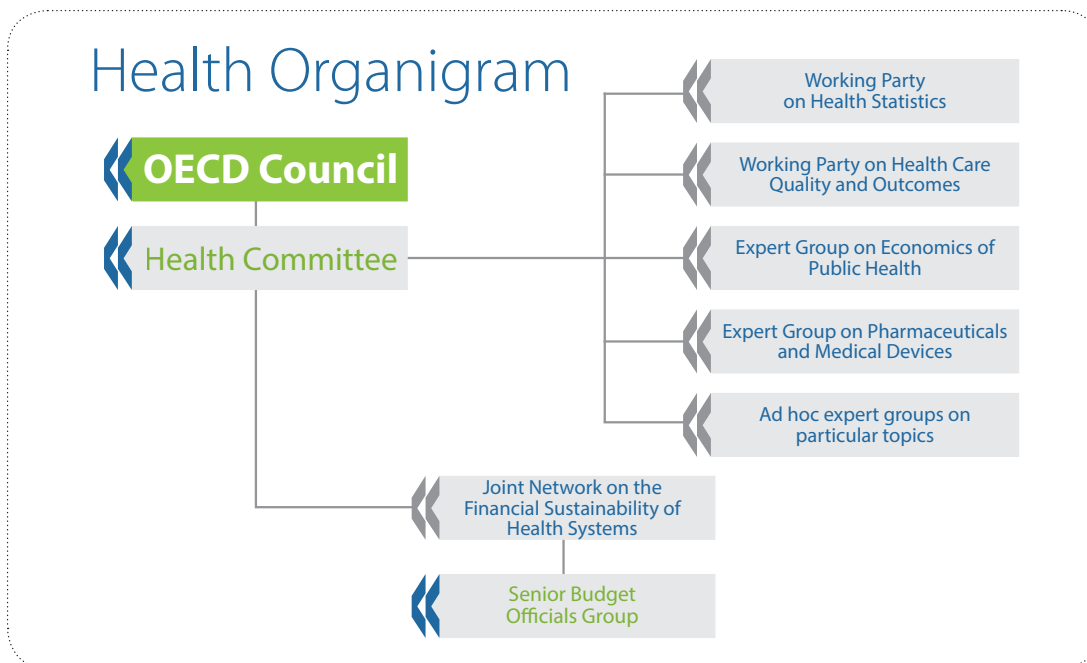 Health Organigram
OECD Council
Health Committee
Working Party
on Health Statistics
Working Party on Health Care
Quality and Outcomes
Expert Group on Economics of
Public Health
Expert Group on Pharmaceuticals
and Medical Devices
Ad hoc expert groups on
particular topics
Joint Network on the
Financial Sustainability of
Health Systems
Senior Budget
Officials Group